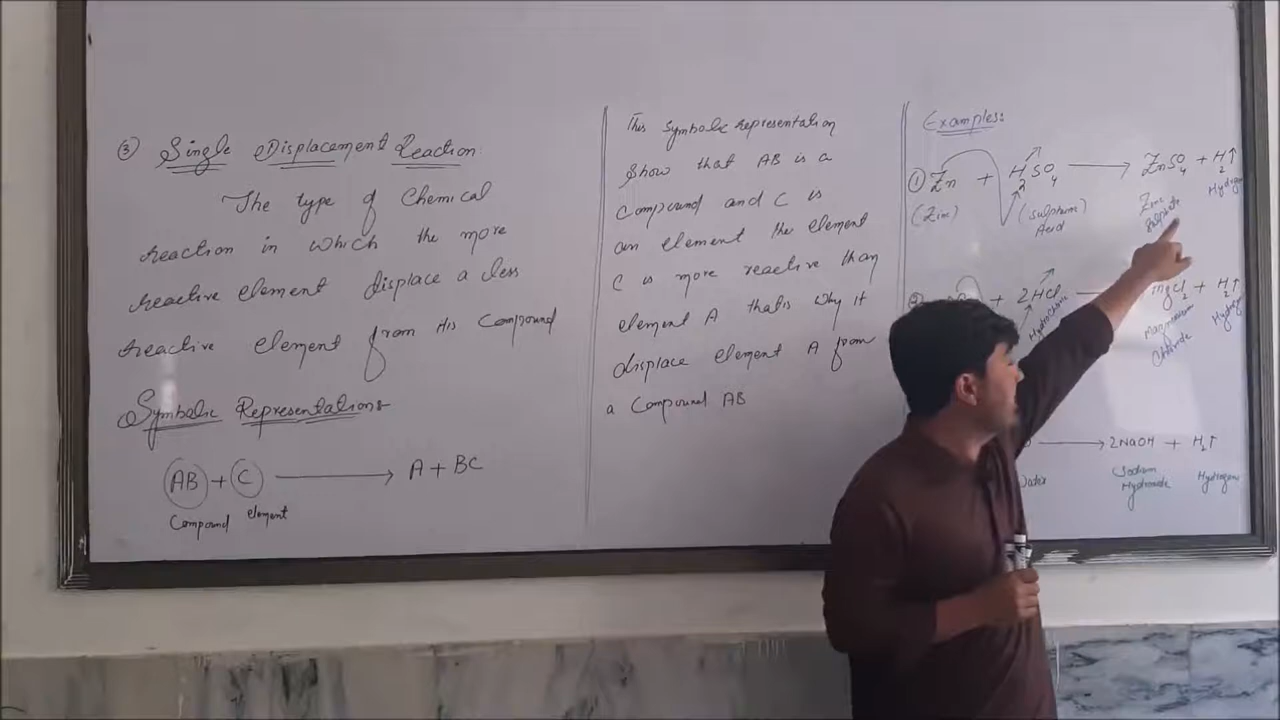 ③ Single Displacement Reaction:
The type of Chemical
reaction in which the more
reactive element displace a less
reactive element from its Compound
Symbolic Representations
AB + C → A + BC
Compound element
This Symbolic representation
Show that AB is a
Compound and C is
an element the element
C is more reactive than
element A thats why it
displace element A from
a Compound AB
Examples:
① Zn + H₂SO₄ → ZnSO₄ + H₂↑
(Zinc) (sulphuric) Acid Zinc Sulphate Hydrogen
+ 2HCl mgCl₂ + H₂↑
Hydrochloric Magnesium Chloride Hydrogen
→ 2NaOH + H₂↑
Water Sodium Hydroxide Hydrogen